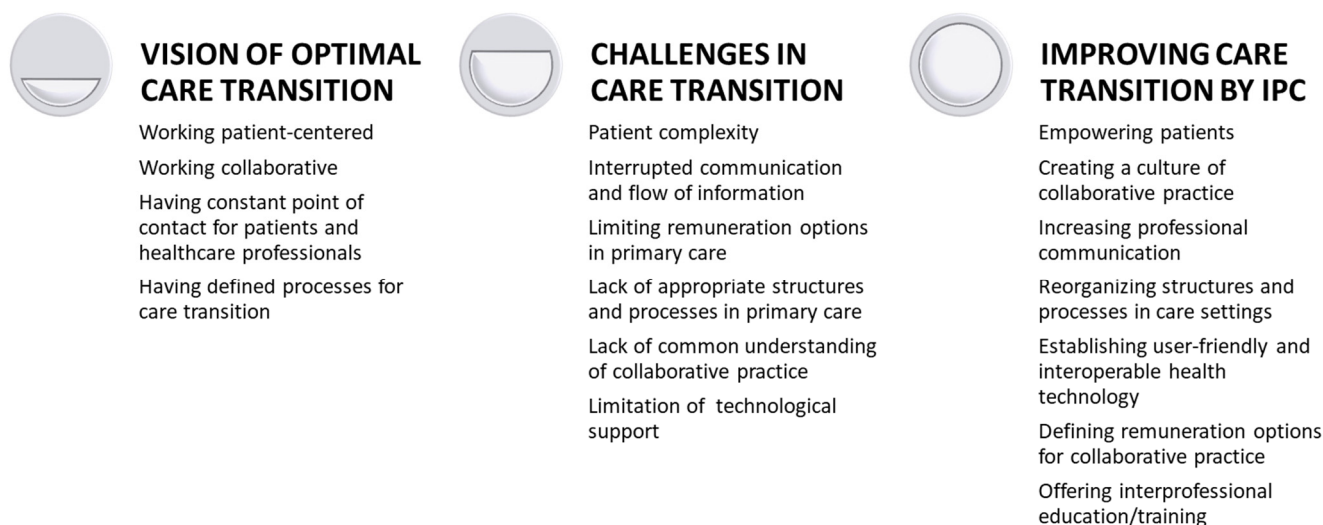 VISION OF OPTIMAL
CARE TRANSITION
Working patient-centered
Working collaborative
Having constant point of
contact for patients and
healthcare professionals
Having defined processes for
care transition
CHALLENGES IN
CARE TRANSITION
Patient complexity
Interrupted communication
and flow of information
Limiting remuneration options
in primary care
Lack of appropriate structures
and processes in primary care
Lack of common understanding
of collaborative practice
Limitation of technological
support
IMPROVING CARE
TRANSITION BY IPC
Empowering patients
Creating a culture of
collaborative practice
Increasing professional
communication
Reorganizing structures and
processes in care settings
Establishing user-friendly and
interoperable health
technology
Defining remuneration options
for collaborative practice
Offering interprofessional
education/training